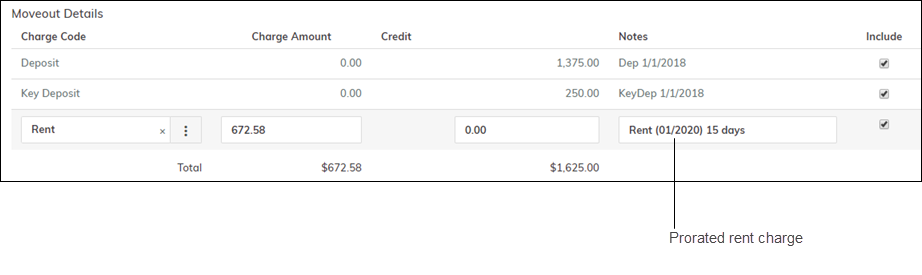 Moveout Details
Charge Code Charge Amount Credit Notes Include
Deposit 0.00 1,375.00 Dep 1/1/2018
Key Deposit 0.00 250.00 KeyDep 1/1/2018
Rent × 672.58 0.00 Rent (01/2020) 15 days
Total $672.58 $1,625.00
Prorated rent charge